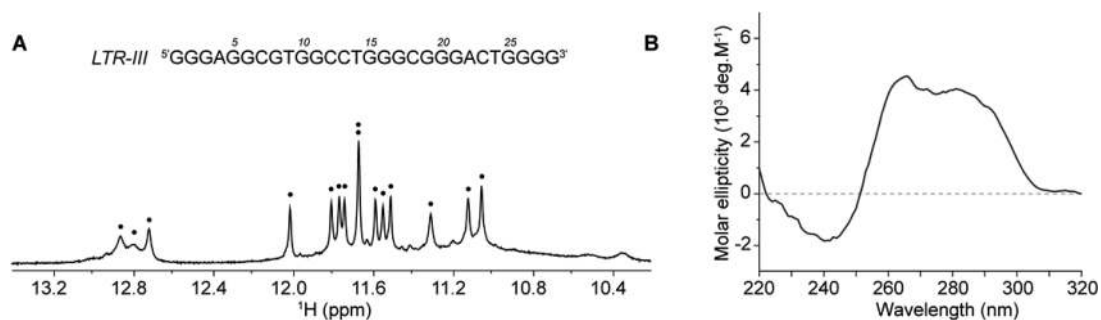 A
LTR-III 5'GGGAGGCGTGGCCTGGGCGGGACTGGGG3'
5 10 15 20 25
13.2 12.8 12.4 12.0 11.6 11.2 10.8 10.4
¹H (ppm)
B
Molar ellipticity (10³ deg.M⁻¹)
6
4
2
0
-2
220 240 260 280 300 320
Wavelength (nm)